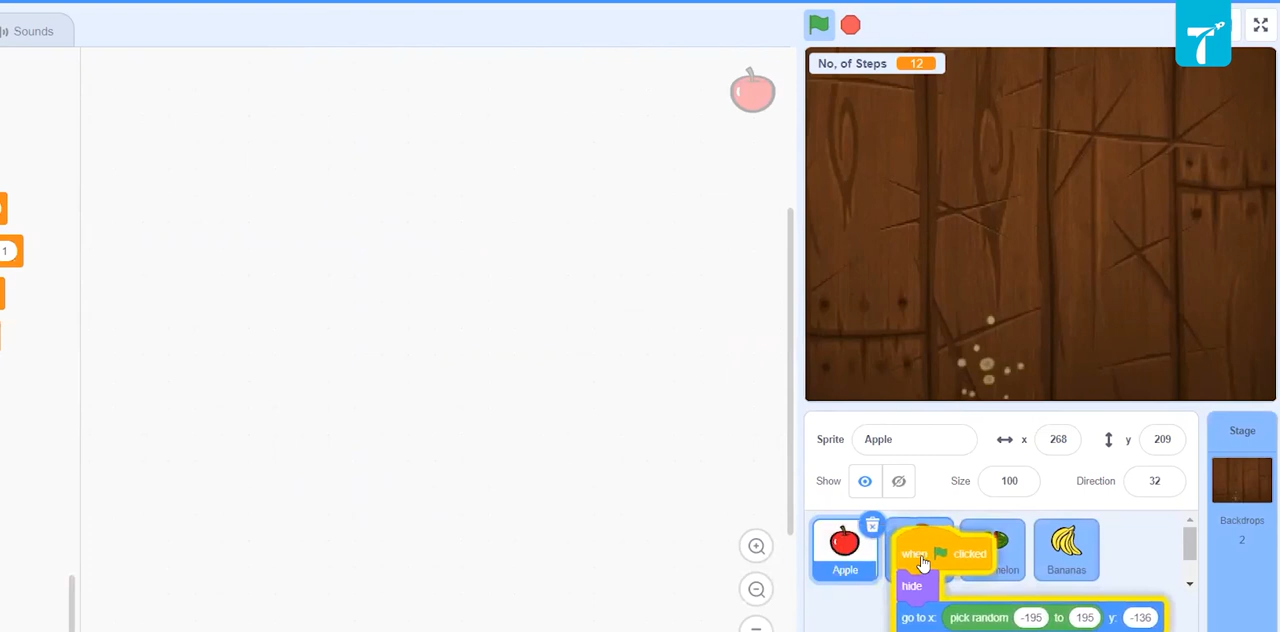 Sounds
No, of Steps 12
1
Sprite Apple x 268 y 209
Show Size 100 Direction 32
Stage
Backdrops
2
Apple
Bananas
when clicked
hide
go to x: pick random -195 to 195 y: -136